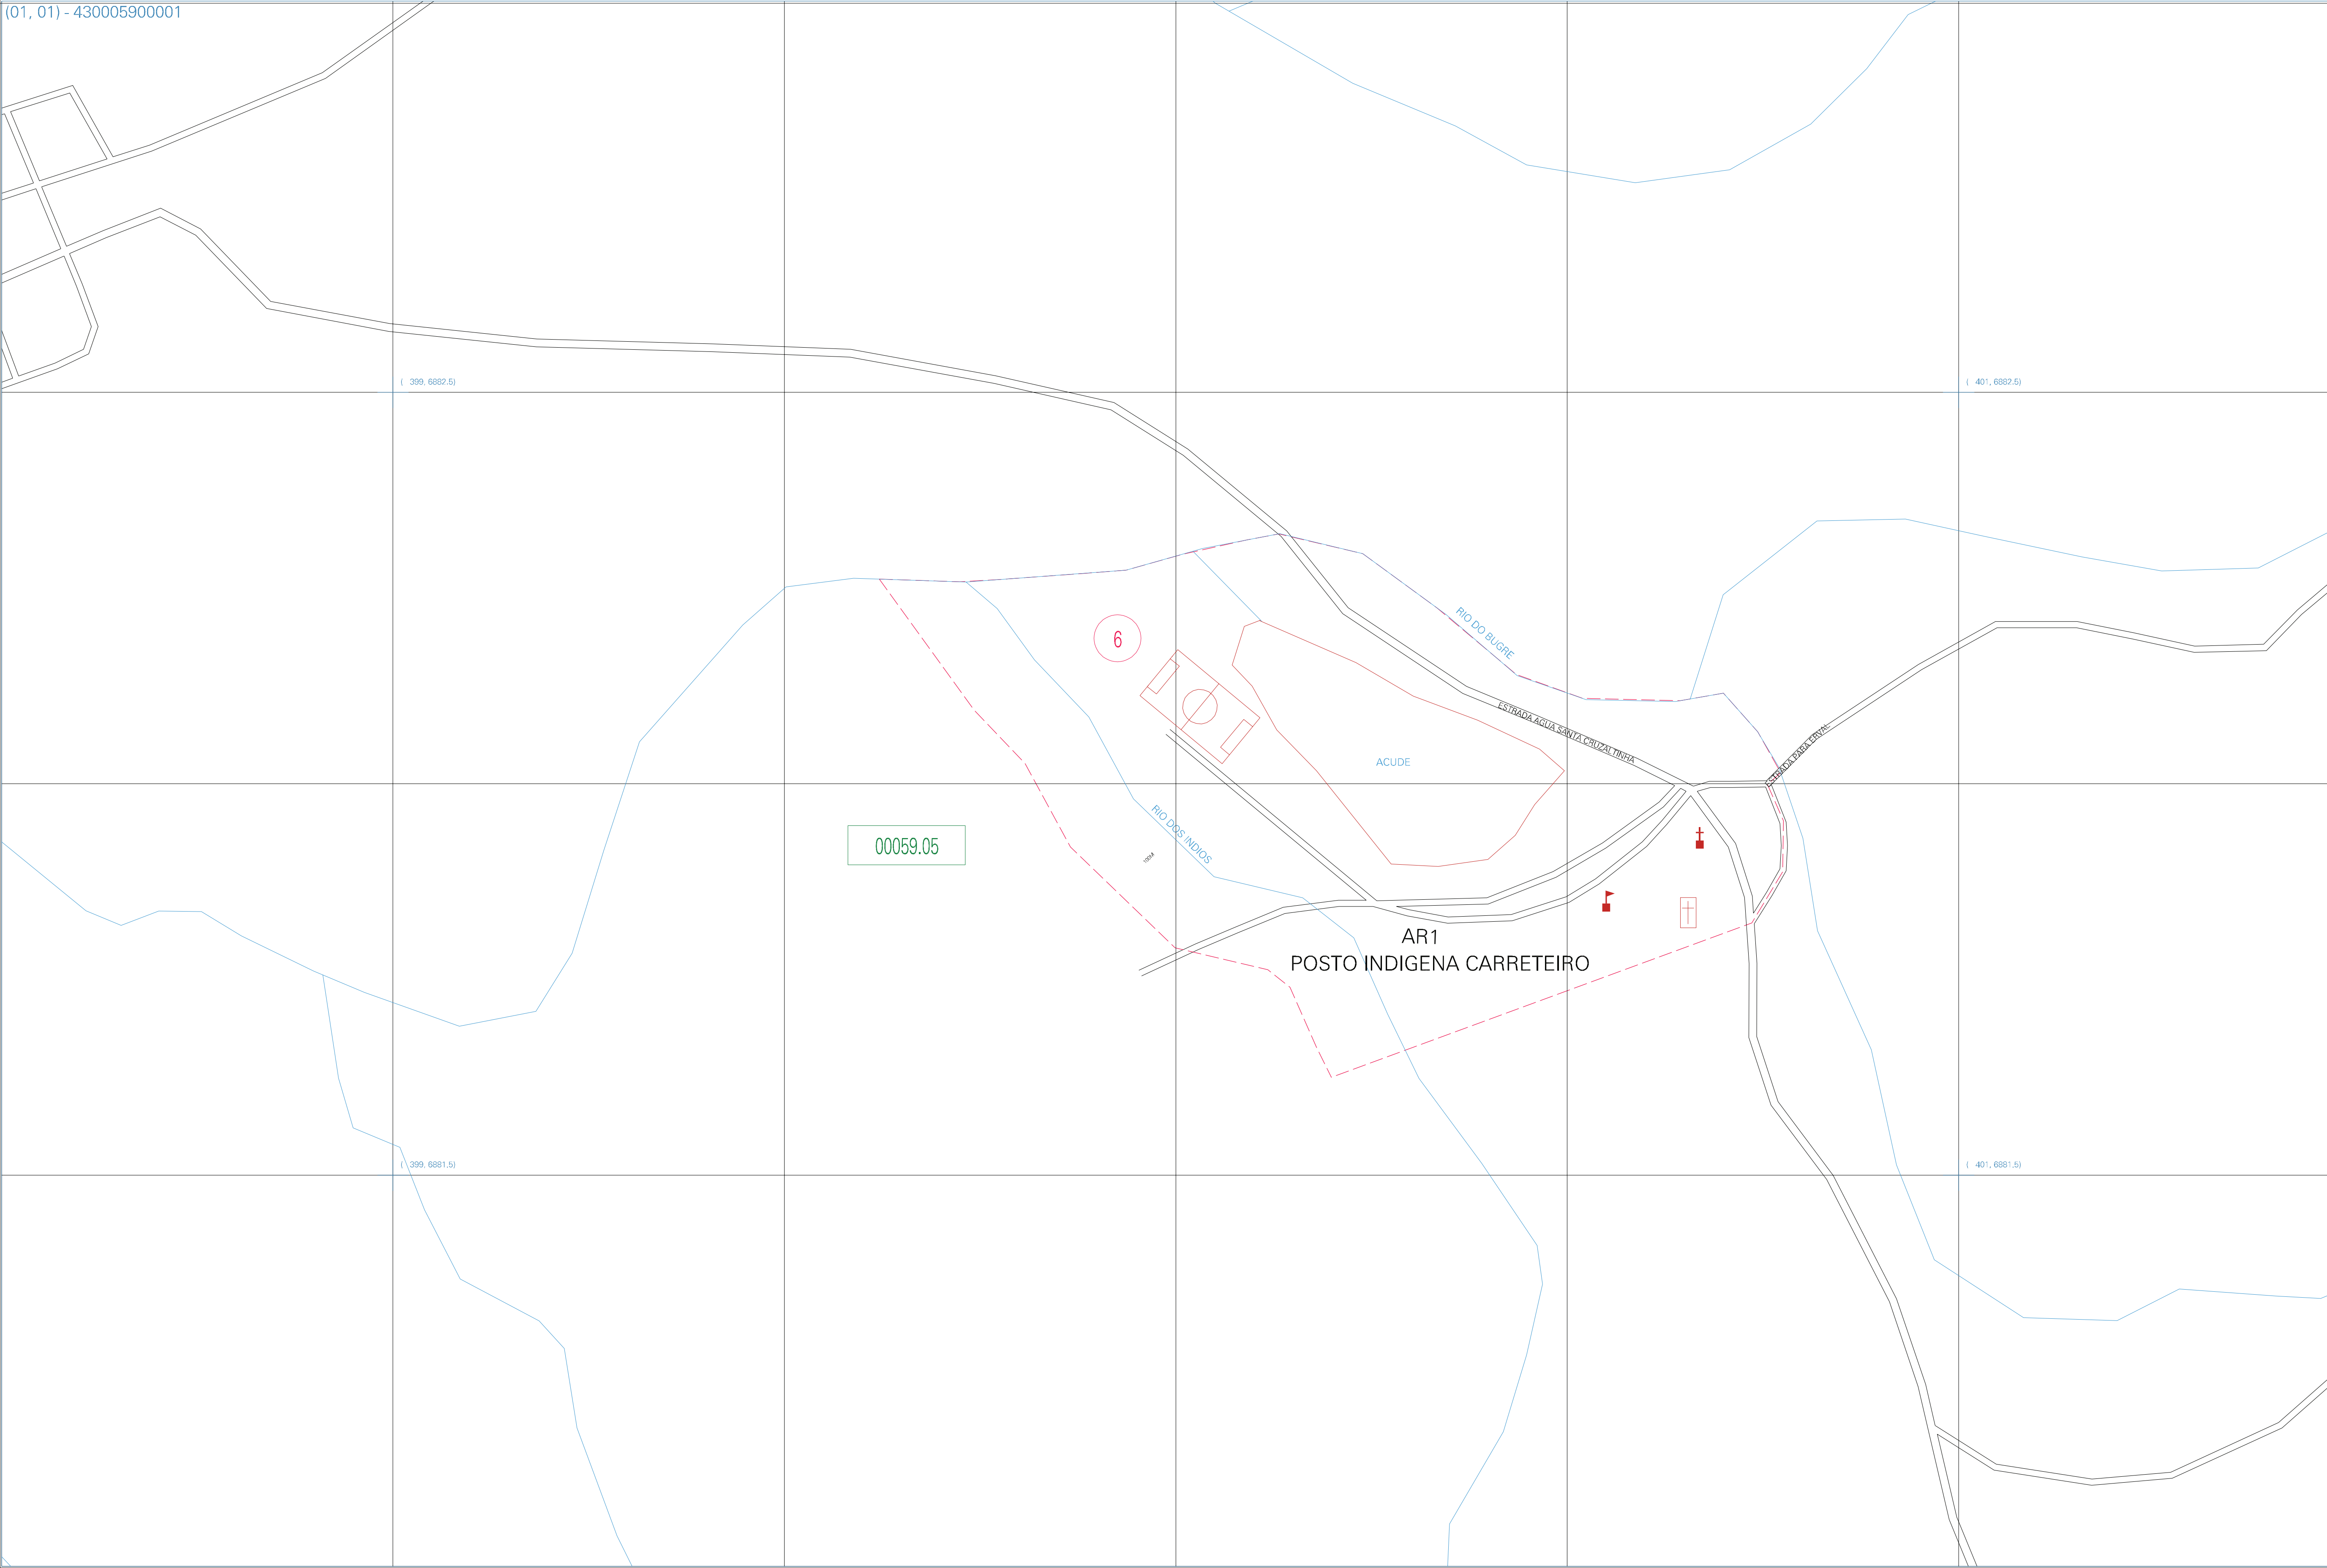 (01, 01) - 430005900001
( 399, 6882.5)
( 401, 6882.5)
RIO DO BUGRE
6
ESTRADA AGUA SANTA CRUZALTINHA
STRADA PARA ERVAL
ACUDE
RIO DOS INDIOS
00059.05
AR1
POSTO INDIGENA CARRETEIRO
( 399, 6881.5)
( 401, 6881.5)